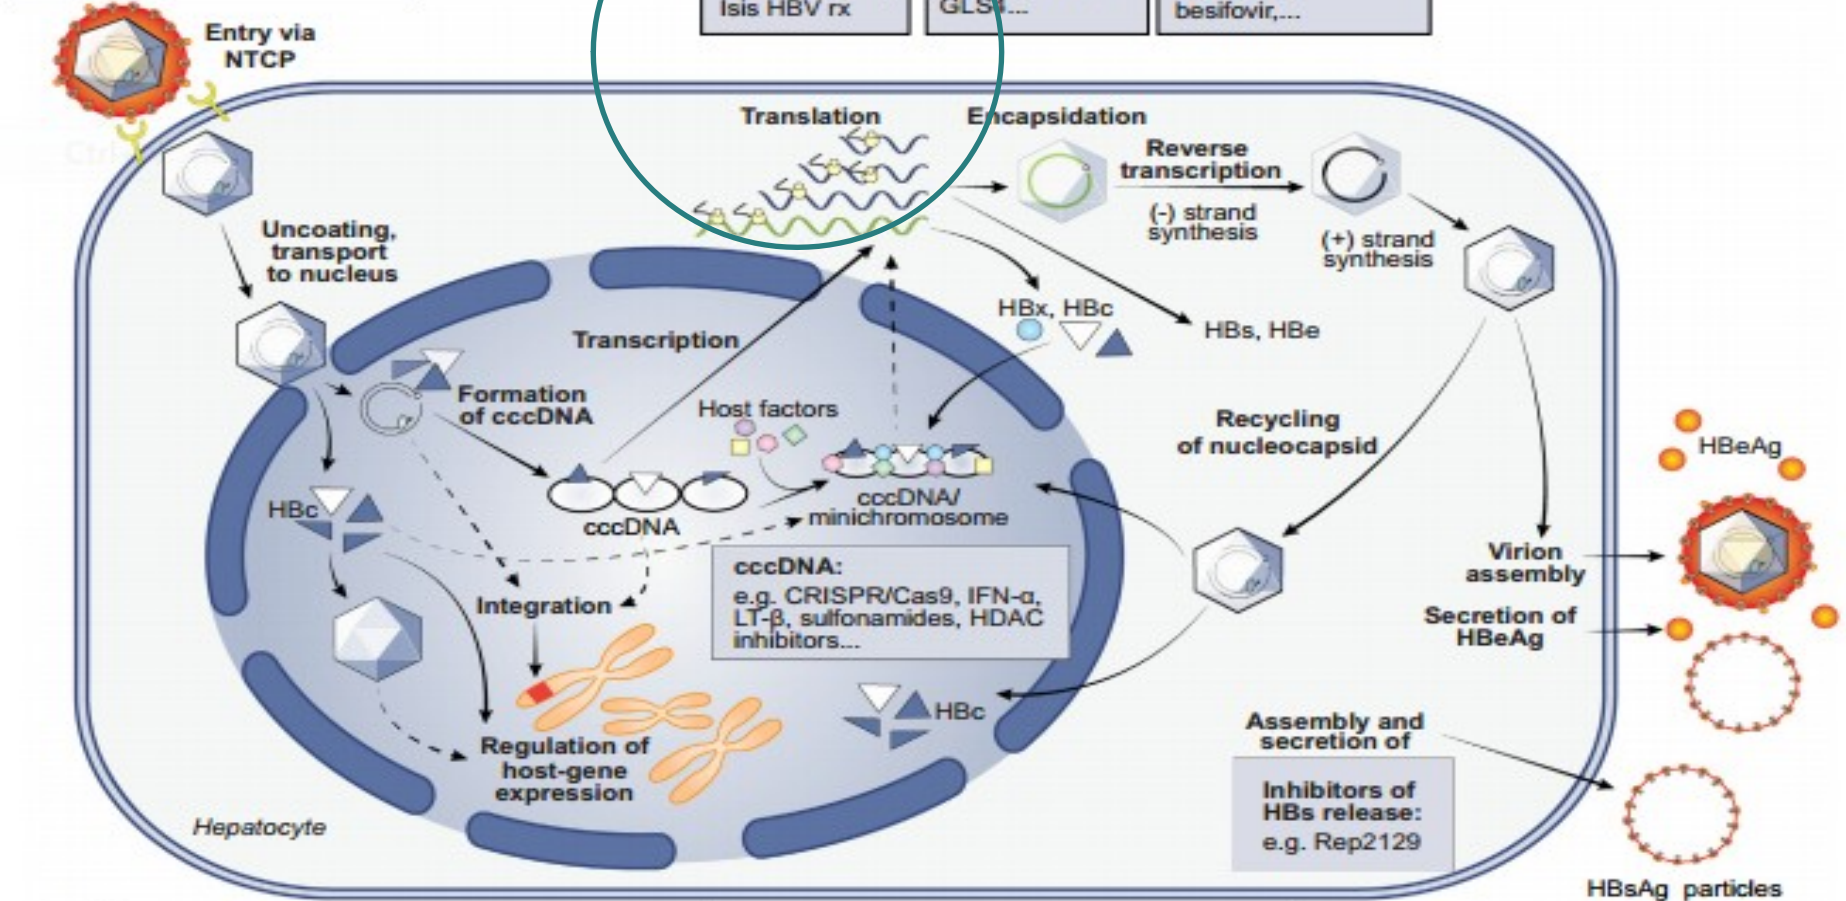 Isis HBV rx
GLS4...
besifovir,...
Entry via
NTCP
Translation
Encapsidation
Reverse
transcription
(-) strand
synthesis
(+) strand
synthesis
Uncoating,
transport
to nucleus
HBx, HBc
HBs, HBe
Transcription
Formation
of cccDNA
Host factors
Recycling
of nucleocapsid
HBeAg
HBc
cccDNA
cccDNA/
minichromosome
cccDNA:
e.g. CRISPR/Cas9, IFN-α,
LT-β, sulfonamides, HDAC
inhibitors...
Integration
Virion
assembly
Secretion of
HBeAg
HBc
Regulation of
host-gene
expression
Assembly and
secretion of
Inhibitors of
HBs release:
e.g. Rep2129
Hepatocyte
HBsAg particles